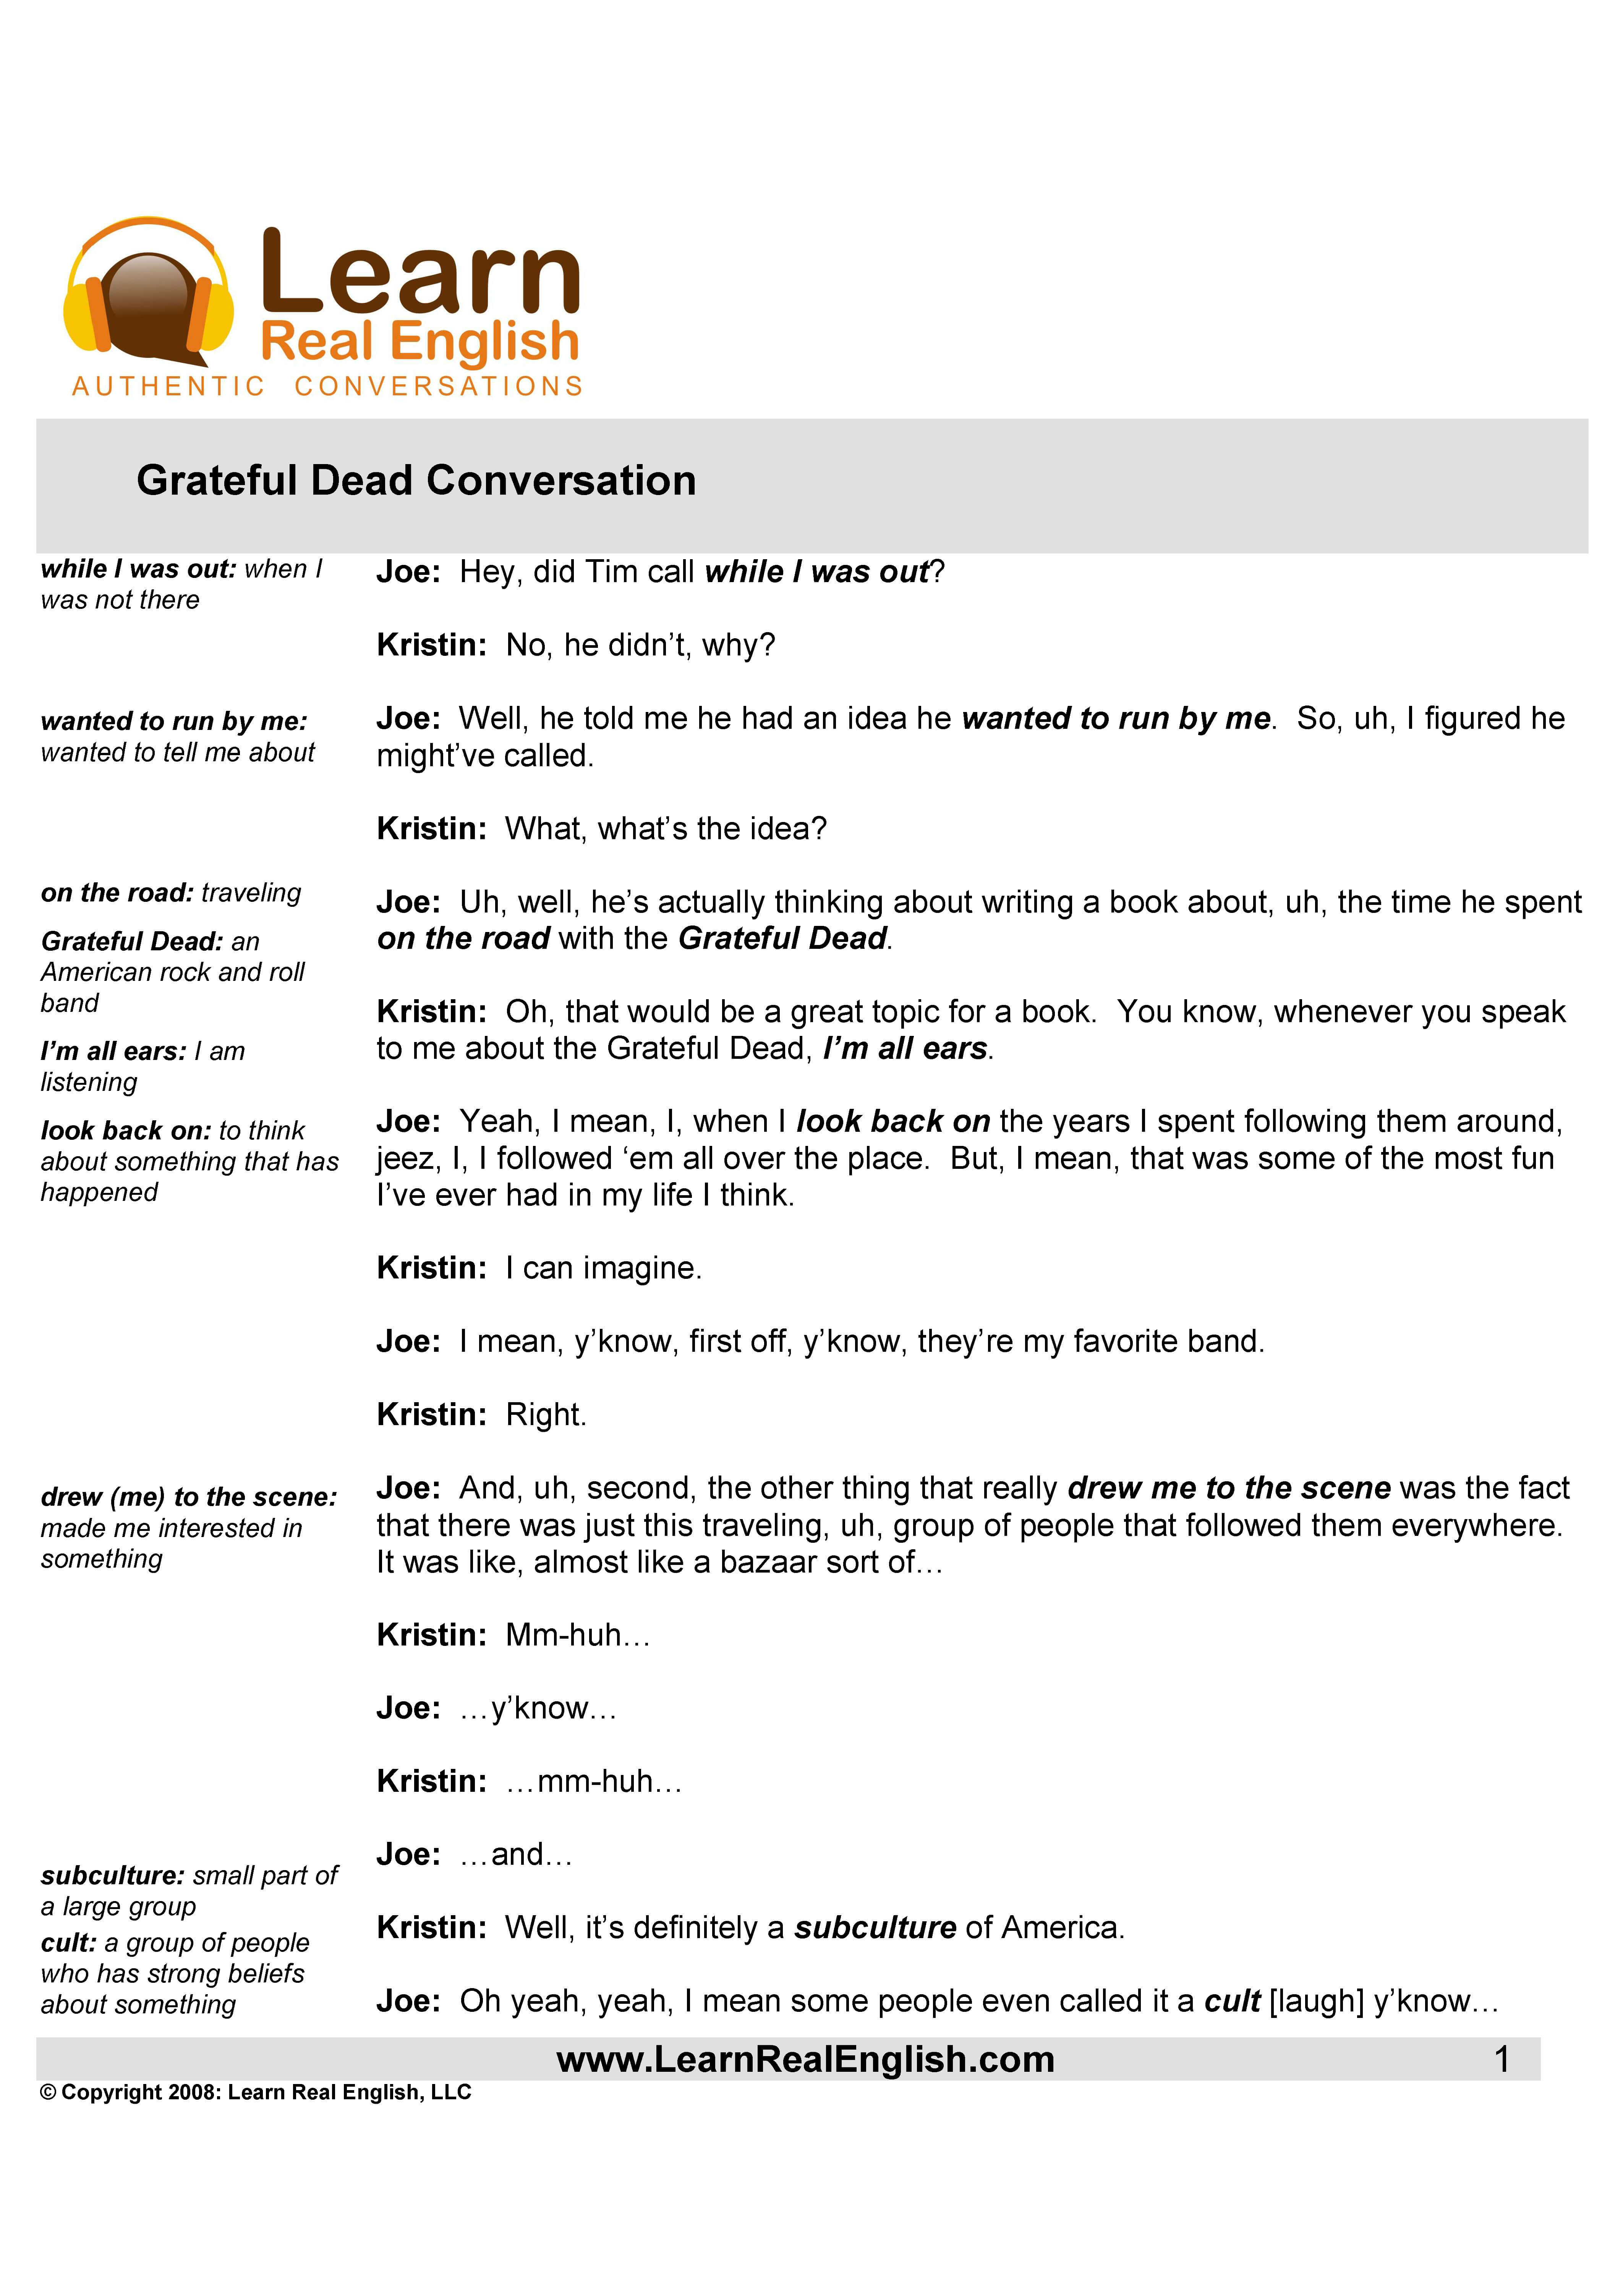 Learn
Real English
AUTHENTIC CONVERSATIONS
Grateful Dead Conversation
while I was out: when I
was not there
Joe: Hey, did Tim call while I was out?
Kristin: No, he didn’t, why?
wanted to run by me:
wanted to tell me about
Joe: Well, he told me he had an idea he wanted to run by me. So, uh, I figured he
might’ve called.
Kristin: What, what’s the idea?
on the road: traveling
Grateful Dead: an
American rock and roll
band
Joe: Uh, well, he’s actually thinking about writing a book about, uh, the time he spent
on the road with the Grateful Dead.
I’m all ears: I am
listening
Kristin: Oh, that would be a great topic for a book. You know, whenever you speak
to me about the Grateful Dead, I’m all ears.
look back on: to think
about something that has
happened
Joe: Yeah, I mean, I, when I look back on the years I spent following them around,
jeez, I, I followed ‘em all over the place. But, I mean, that was some of the most fun
I’ve ever had in my life I think.
Kristin: I can imagine.
Joe: I mean, y’know, first off, y’know, they’re my favorite band.
Kristin: Right.
drew (me) to the scene:
made me interested in
something
Joe: And, uh, second, the other thing that really drew me to the scene was the fact
that there was just this traveling, uh, group of people that followed them everywhere.
It was like, almost like a bazaar sort of…
Kristin: Mm-huh…
Joe: …y’know…
Kristin: …mm-huh…
Joe: …and…
subculture: small part of
a large group
Kristin: Well, it’s definitely a subculture of America.
cult: a group of people
who has strong beliefs
about something
Joe: Oh yeah, yeah, I mean some people even called it a cult [laugh] y’know…
www.LearnRealEnglish.com 1
© Copyright 2008: Learn Real English, LLC